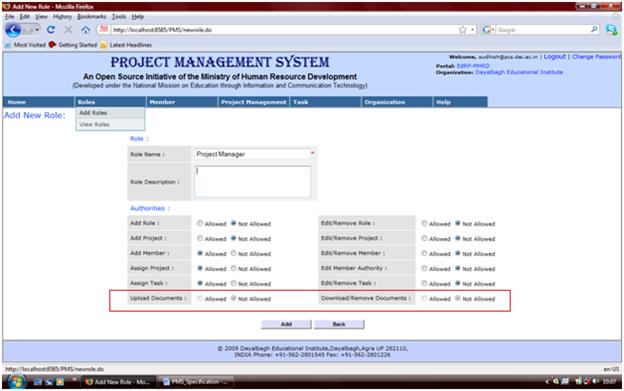 Add New Role - Mozilla Firefox
File Edit View History Bookmarks Tools Help
http://localhost:8585/PMS/newrole.do
Google
Most Visited Getting Started Latest Headlines
PROJECT MANAGEMENT SYSTEM
An Open Source Initiative of the Ministry of Human Resource Development
(Developed under the National Mission on Education through Information and Communication Technology)
Welcome, sudhish@pca.dei.ac.in | Logout | Change Password
Portal: EdRP-MHRD
Organization: Dayalbagh Educational Institute
Home Roles Member Project Management Task Organization Help
Add Roles
View Roles
Add New Role:
Role :
Role Name : Project Manager *
Role Description :
Authorities :
Add Role : Allowed Not Allowed Edit/Remove Role : Allowed Not Allowed
Add Project : Allowed Not Allowed Edit/Remove Project : Allowed Not Allowed
Add Member : Allowed Not Allowed Edit/Remove Member : Allowed Not Allowed
Assign Project : Allowed Not Allowed Edit Member Authority : Allowed Not Allowed
Assign Task : Allowed Not Allowed Edit/Remove Task : Allowed Not Allowed
Upload Documents : Allowed Not Allowed Download/Remove Documents : Allowed Not Allowed
Add Back
© 2009 Dayalbagh Educational Institute,Dayalbagh,Agra UP 282110,
INDIA Phone: +91-562-2801545 Fax: +91-562-2801226
http://localhost:8585/PMS/newrole.do en-US
Add New Role - Mo... PMS_Specification -... 10:07